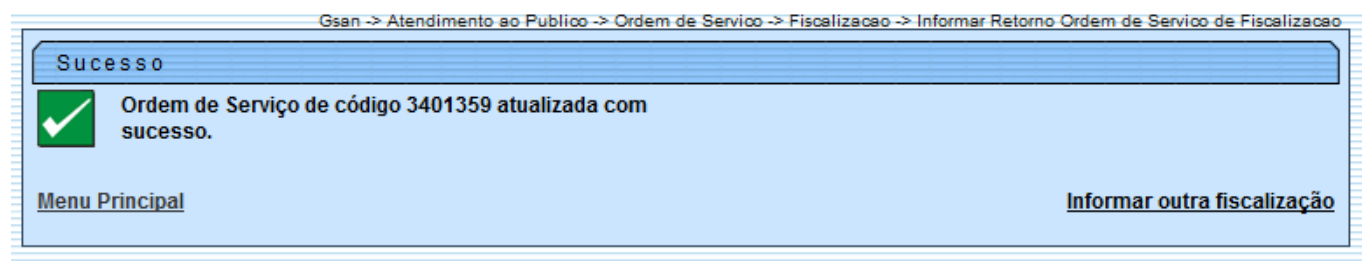 Gsan -> Atendimento ao Publico -> Ordem de Servico -> Fiscalizacao -> Informar Retorno Ordem de Servico de Fiscalizacao
Sucesso
Ordem de Serviço de código 3401359 atualizada com
sucesso.
Menu Principal
Informar outra fiscalização